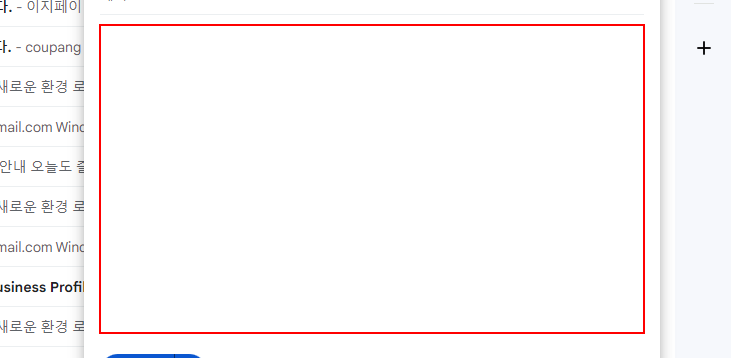 다. - 이지페이
다. - coupang
새로운 환경 로
mail.com Wind
안내 오늘도 즐
새로운 환경 로
mail.com Wind
usiness Profil
새로운 환경 로